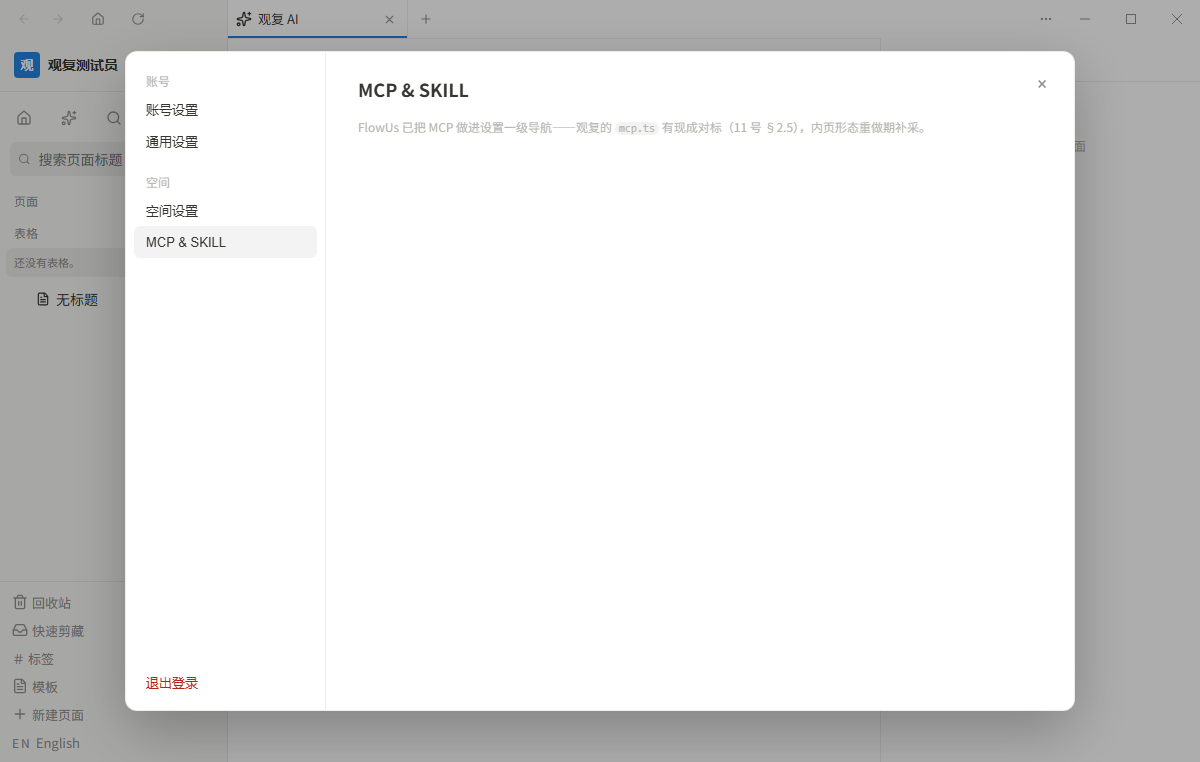 观复 AI
观 观复测试员
搜索页面标题
页面
表格
还没有表格。
无标题
回收站
快速剪藏
# 标签
模板
新建页面
EN English
账号
账号设置
通用设置
空间
空间设置
MCP & SKILL
退出登录
MCP & SKILL
FlowUs 已把 MCP 做进设置一级导航——观复的 mcp.ts 有现成对标（11 号 §2.5），内页形态重做期补采。
面